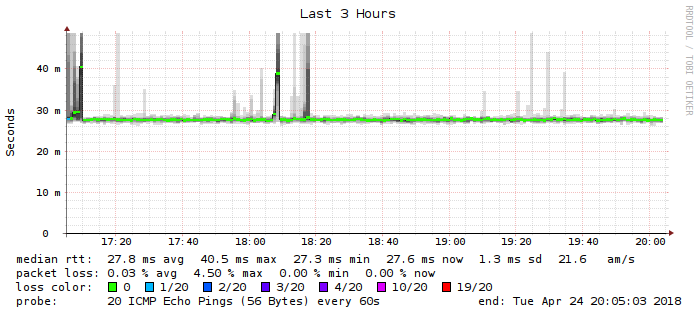 Last 3 Hours
RRDTOOL / TOBI OETIKER
Seconds
40 m
30 m
20 m
10 m
0
17:20 17:40 18:00 18:20 18:40 19:00 19:20 19:40 20:00
median rtt: 27.8 ms avg 40.5 ms max 27.3 ms min 27.6 ms now 1.3 ms sd 21.6 am/s
packet loss: 0.03 % avg 4.50 % max 0.00 % min 0.00 % now
loss color: 0 1/20 2/20 3/20 4/20 10/20 19/20
probe: 20 ICMP Echo Pings (56 Bytes) every 60s end: Tue Apr 24 20:05:03 2018